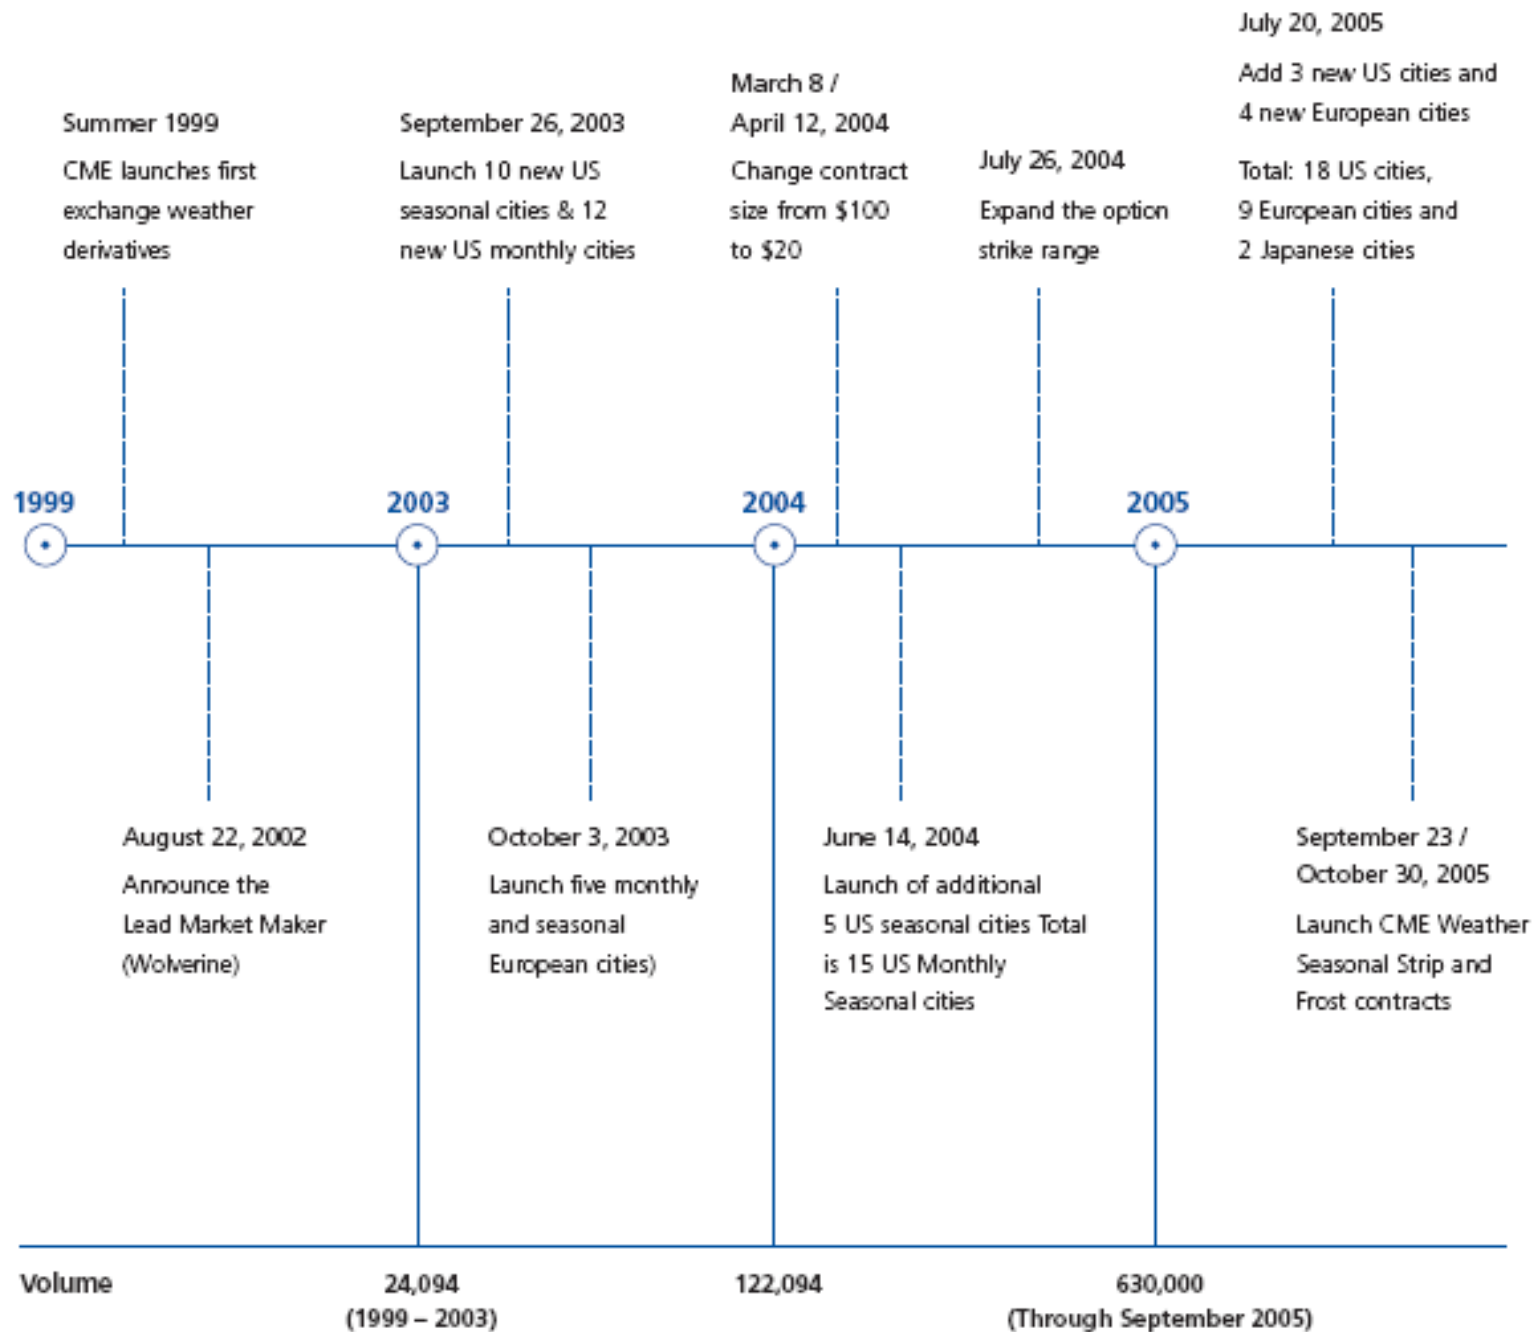 Summer 1999
CME launches first
exchange weather
derivatives
September 26, 2003
Launch 10 new US
seasonal cities & 12
new US monthly cities
March 8 /
April 12, 2004
Change contract
size from $100
to $20
July 26, 2004
Expand the option
strike range
July 20, 2005
Add 3 new US cities and
4 new European cities
Total: 18 US cities,
9 European cities and
2 Japanese cities
1999
2003
2004
2005
August 22, 2002
Announce the
Lead Market Maker
(Wolverine)
October 3, 2003
Launch five monthly
and seasonal
European cities)
June 14, 2004
Launch of additional
5 US seasonal cities Total
is 15 US Monthly
Seasonal cities
September 23 /
October 30, 2005
Launch CME Weather
Seasonal Strip and
Frost contracts
Volume
24,094
(1999 – 2003)
122,094
630,000
(Through September 2005)